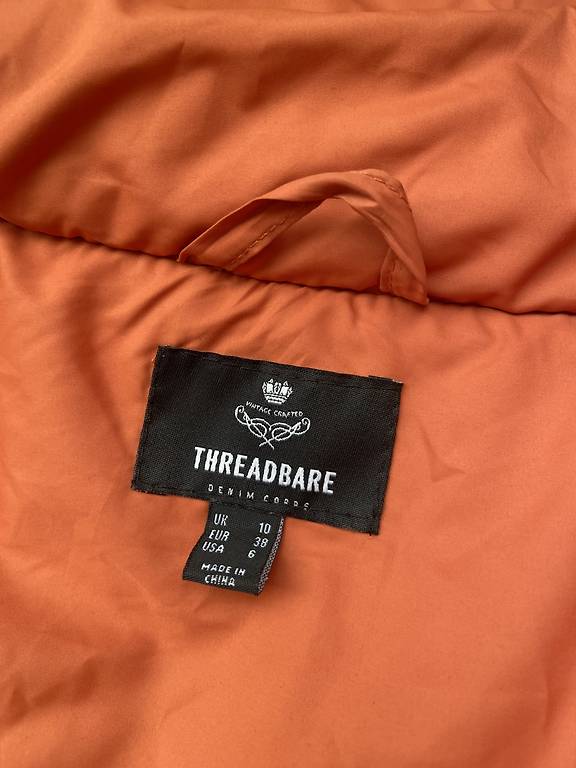 VINTAGE CRAFTED
THREADBARE
DENIM CORPS
UK 10
EUR 38
USA 6
MADE IN
CHINA